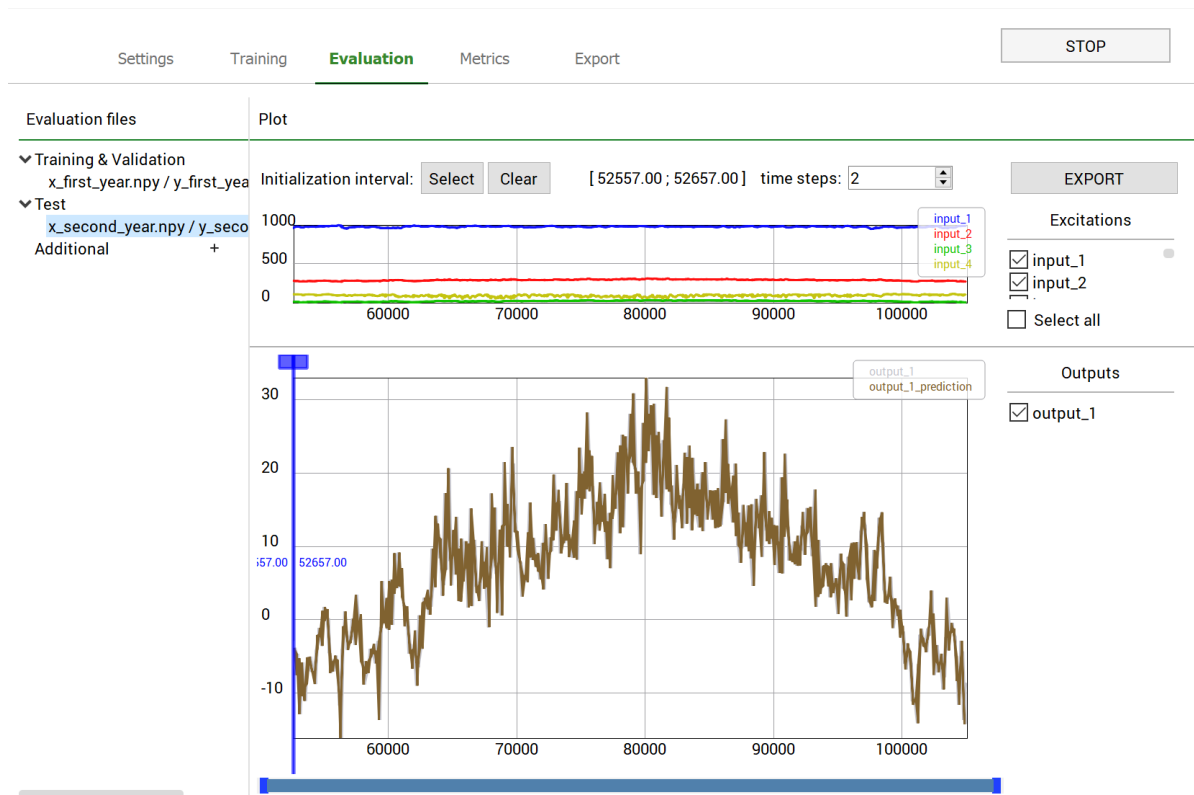 Settings Training Evaluation Metrics Export STOP
Evaluation files
Plot
Training & Validation
x_first_year.npy / y_first_yea
Test
x_second_year.npy / y_seco
Additional +
Initialization interval: Select Clear [ 52557.00 ; 52657.00 ] time steps: 2
EXPORT
1000
500
0
60000 70000 80000 90000 100000
input_1
input_2
input_3
input_4
Excitations
input_1
input_2
Select all
30
20
10
0
-10
557.00 52657.00
60000 70000 80000 90000 100000
output_1
output_1_prediction
Outputs
output_1